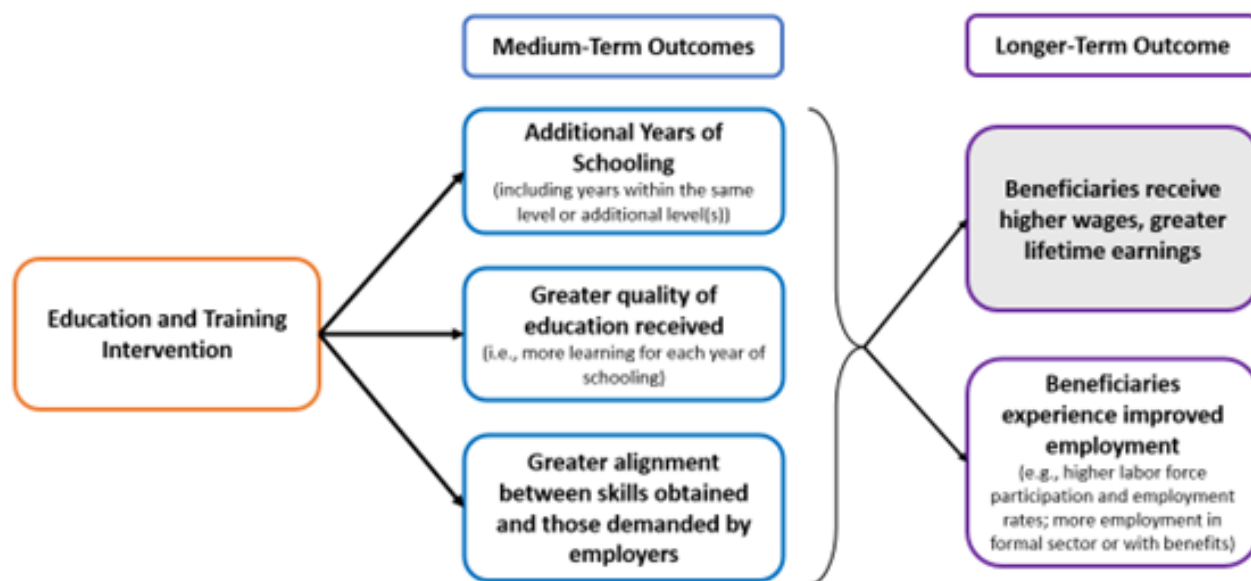 Medium-Term Outcomes
Longer-Term Outcome
Education and Training
Intervention
Additional Years of
Schooling
(including years within the same
level or additional level(s))
Greater quality of
education received
(i.e., more learning for each year of
schooling)
Greater alignment
between skills obtained
and those demanded by
employers
Beneficiaries receive
higher wages, greater
lifetime earnings
Beneficiaries
experience improved
employment
(e.g., higher labor force
participation and employment
rates; more employment in
formal sector or with benefits)